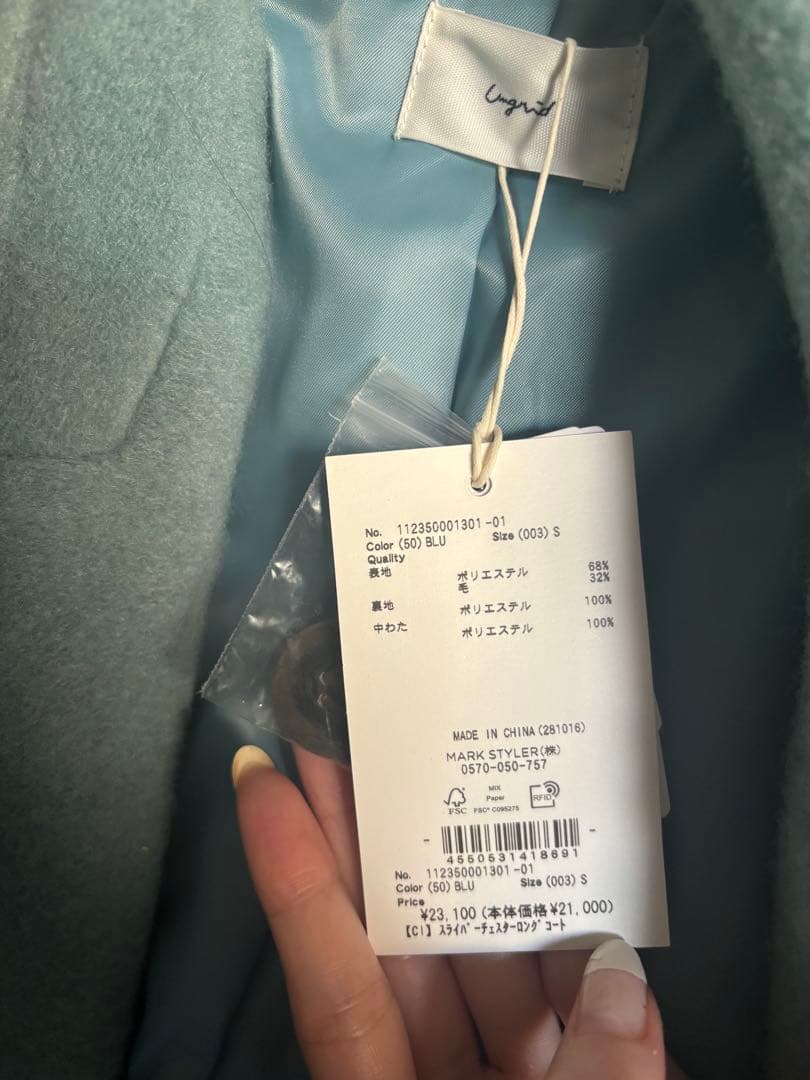 Ungrid
No. 112350001301-01
Color (50) BLU Size (003) S
Quality
表地 ポリエステル 68%
毛 32%
裏地 ポリエステル 100%
中わた ポリエステル 100%
MADE IN CHINA (281016)
MARK STYLER(株)
0570-050-757
FSC
MIX
Paper
FSC® C095275
RFID
4550531418691
No. 112350001301-01
Color (50) BLU Size (003) S
Price
¥23,100 (本体価格¥21,000)
【CI】スライバーチェスターロングコート